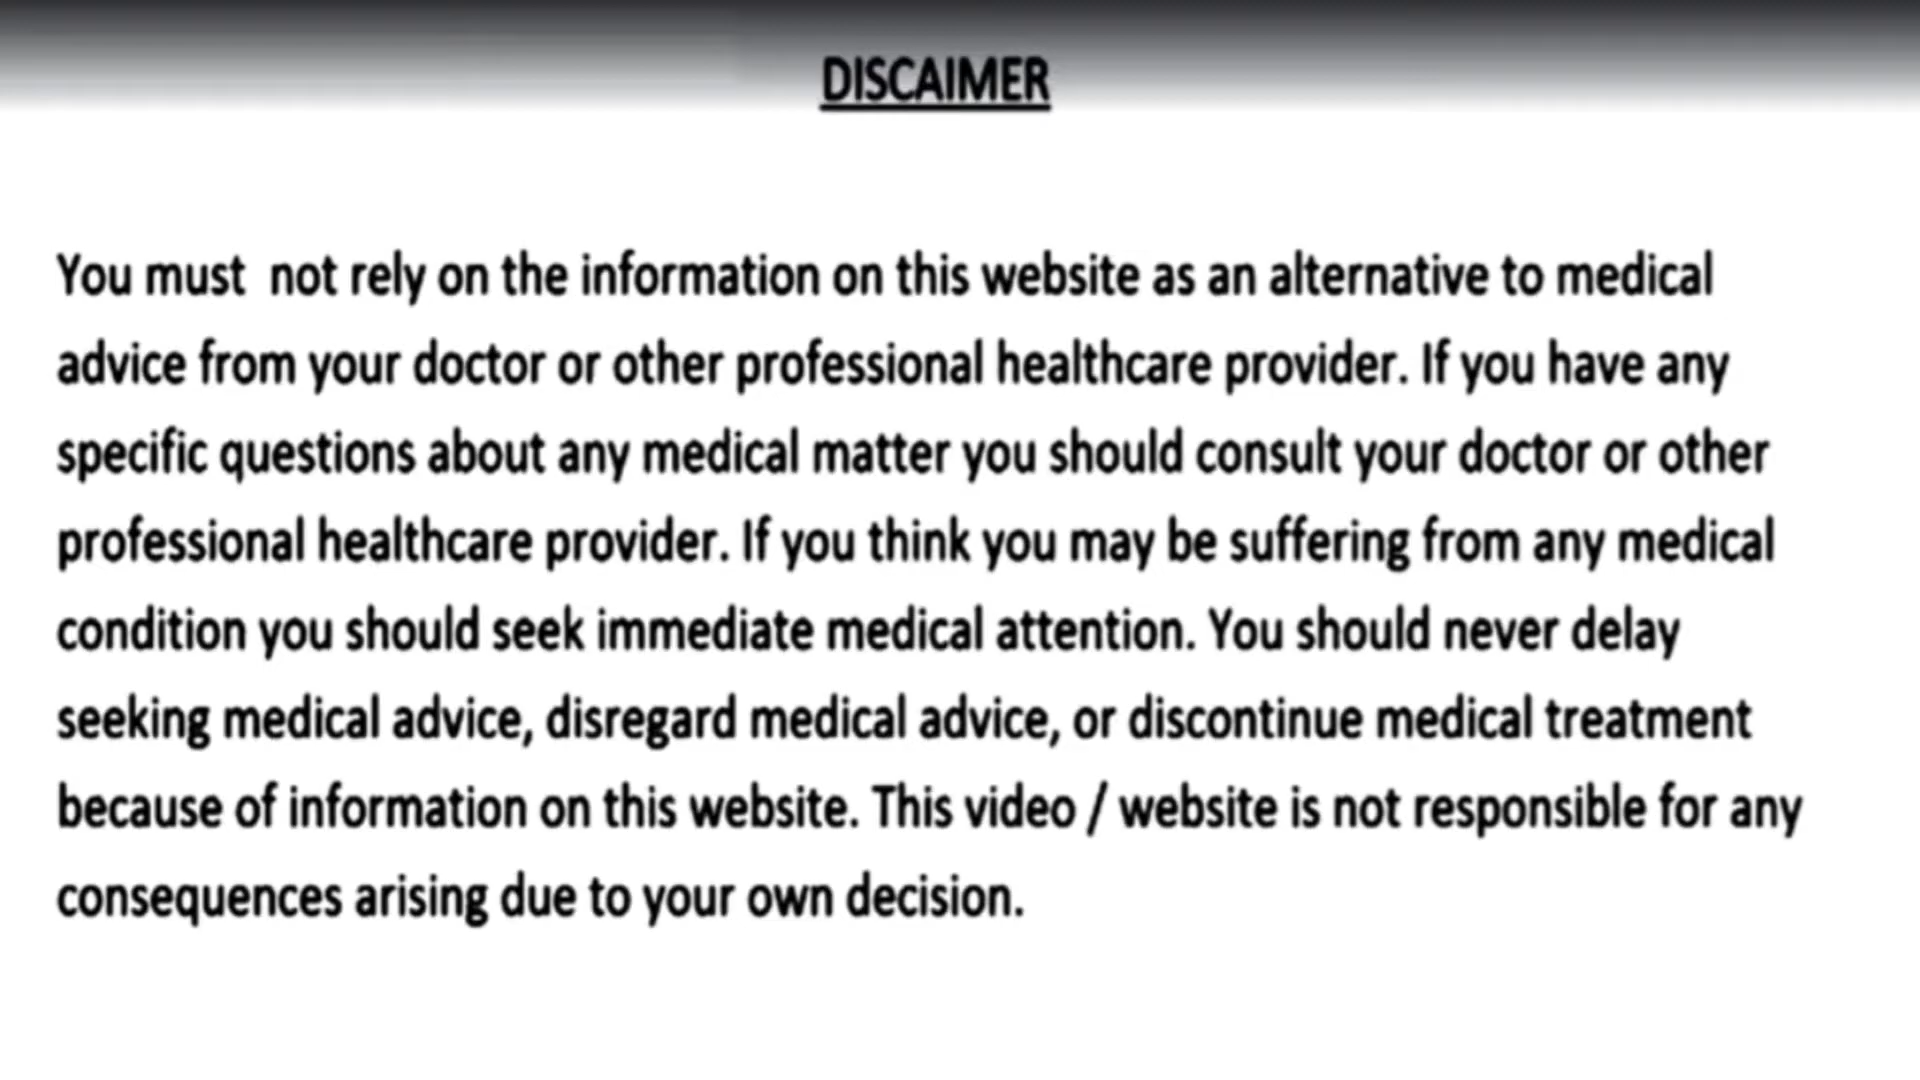 DISCAIMER
You must  not rely on the information on this website as an alternative to medical
advice from your doctor or other professional healthcare provider. If you have any
specific questions about any medical matter you should consult your doctor or other
professional healthcare provider. If you think you may be suffering from any medical
condition you should seek immediate medical attention. You should never delay
seeking medical advice, disregard medical advice, or discontinue medical treatment
because of information on this website. This video / website is not responsible for any
consequences arising due to your own decision.